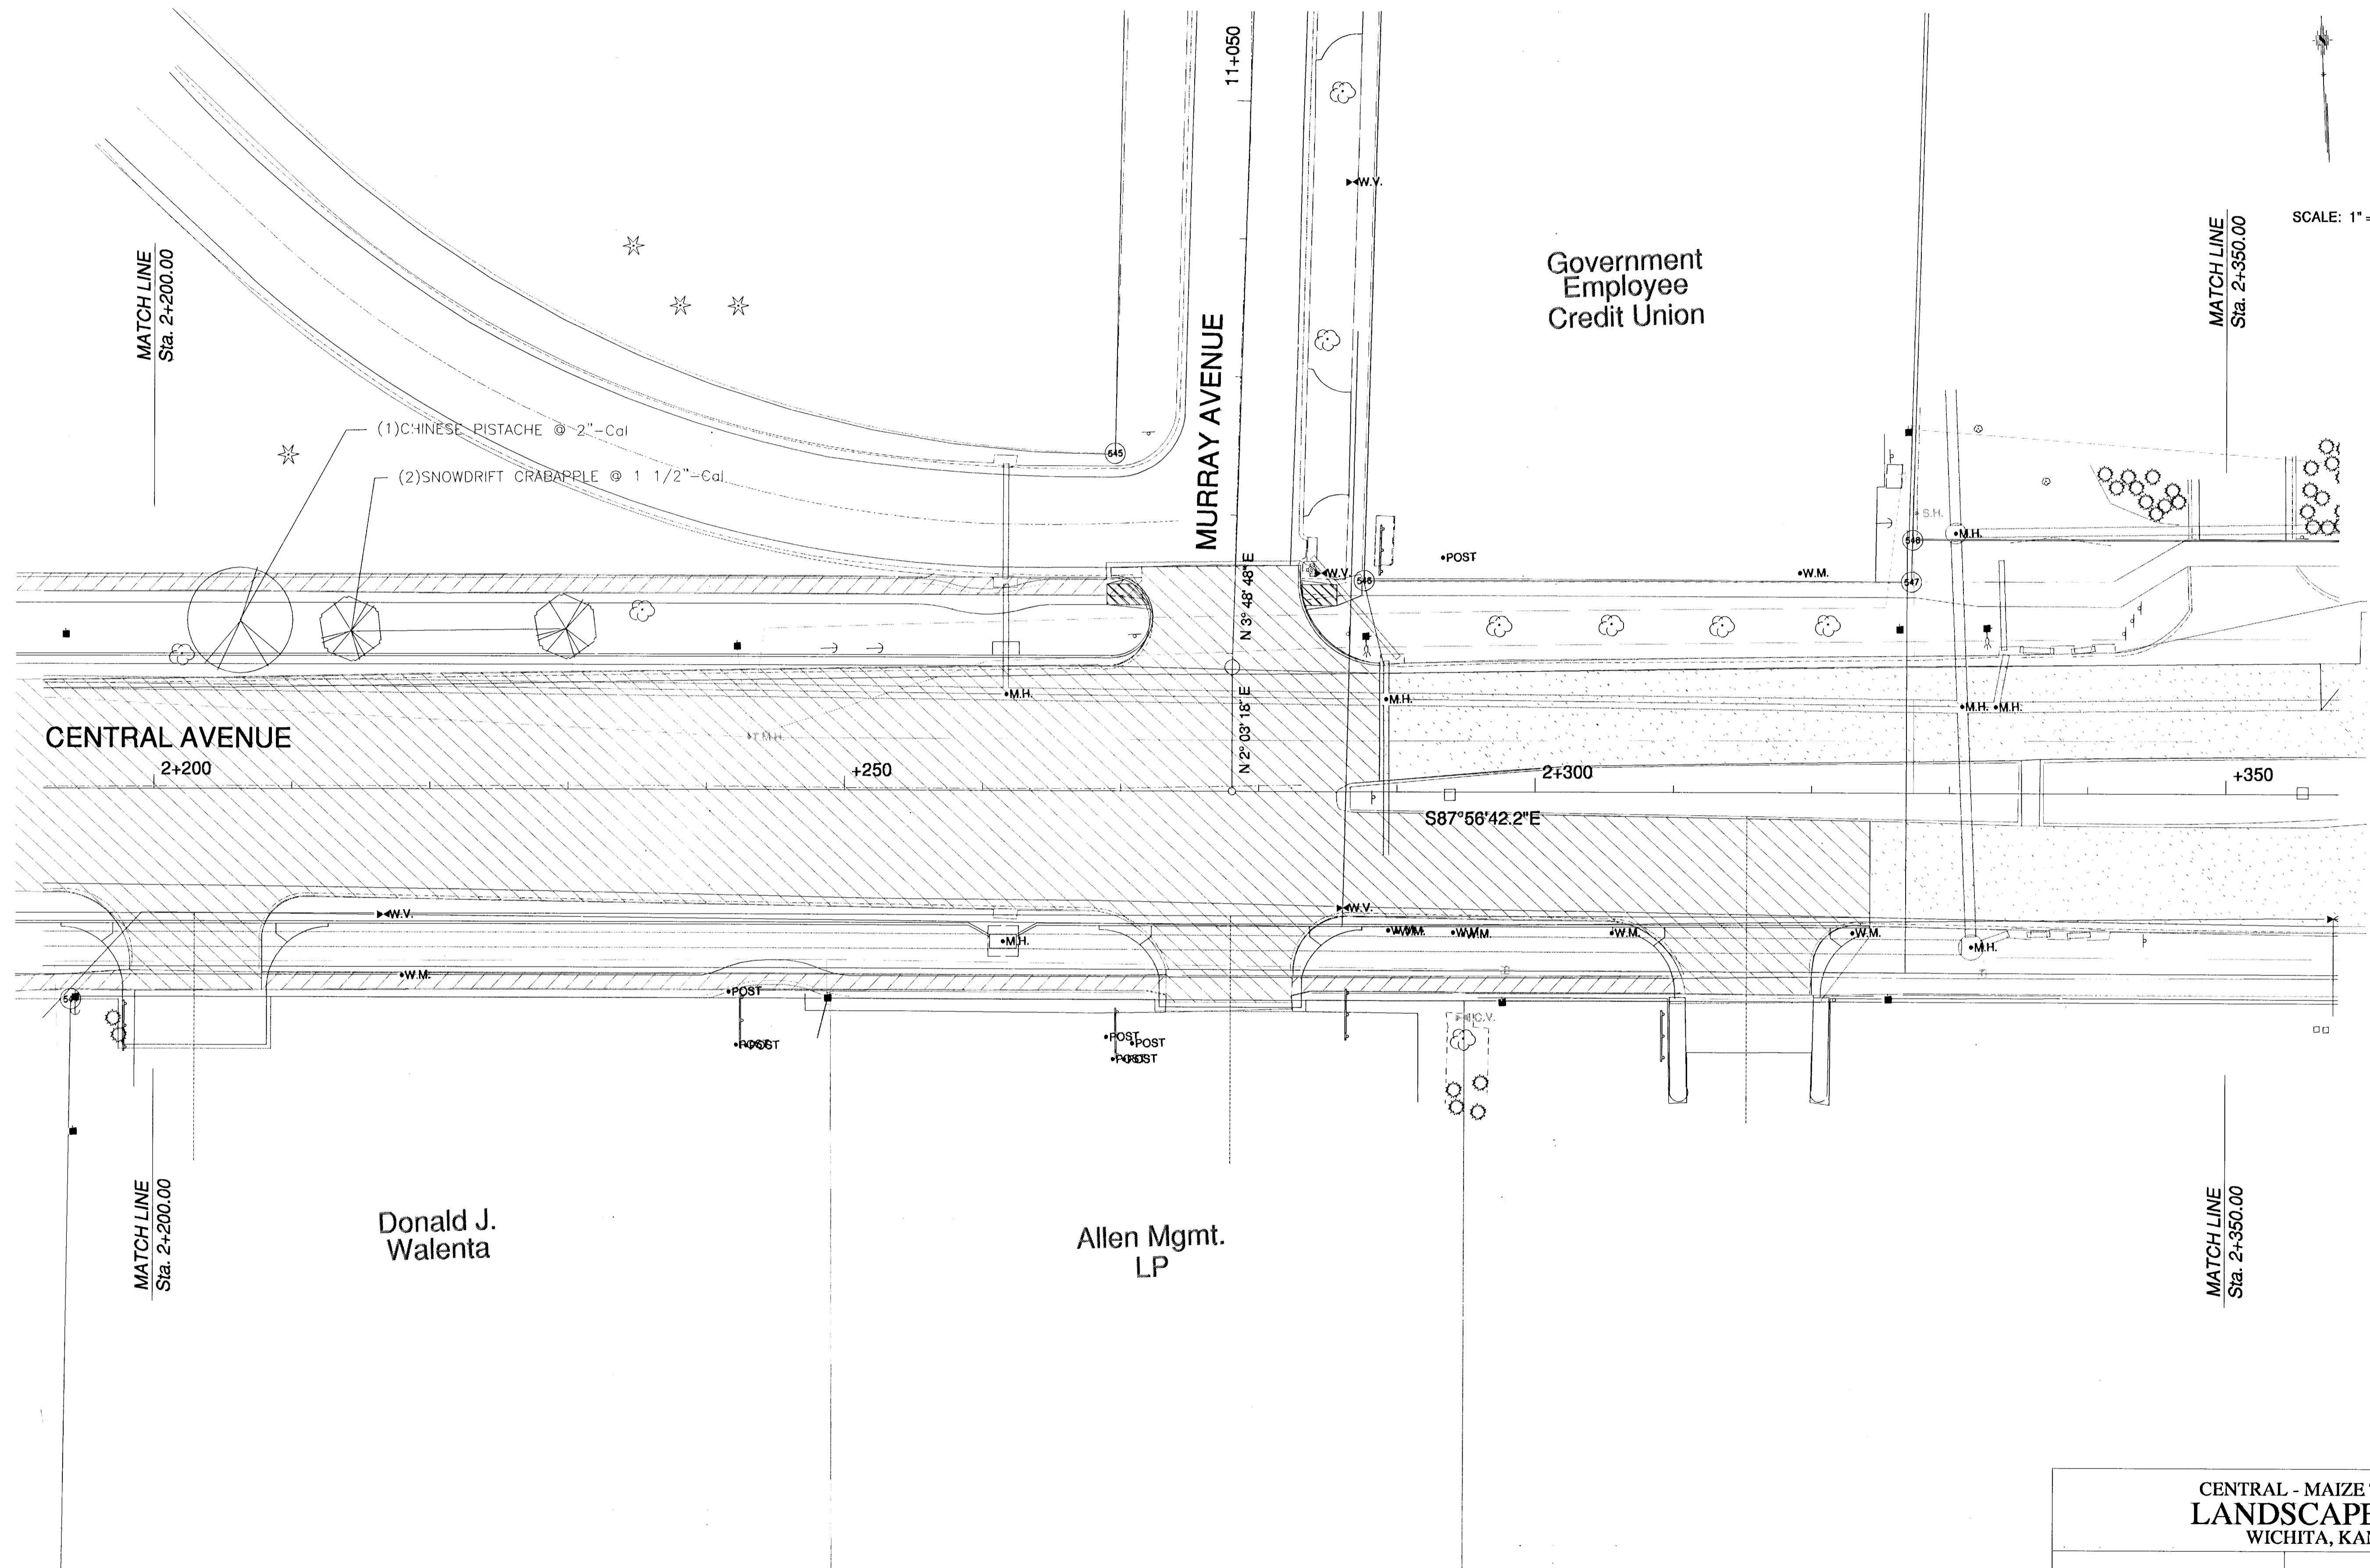 11+050
W.V.
SCALE: 1" =
MATCH LINE
Sta. 2+200.00
Government
Employee
Credit Union
MATCH LINE
Sta. 2+350.00
MURRAY AVENUE
(1)CHINESE PISTACHE @ 2"-Cal
(2)SNOWDRIFT CRABAPPLE @ 1 1/2"-Cal.
545
S.H.
M.H.
548
POST
W.V.
546
W.M.
547
N 3° 48' 48" E
M.H.
M.H.
M.H.
M.H.
N 2° 03' 18" E
CENTRAL AVENUE
T.M.H.
2+200
+250
2+300
+350
S87°56'42.2"E
W.V.
W.V.
M.H.
W.M.
W.M.
W.M.
W.M.
M.H.
W.M.
POST
POST
POST
POST
POST
POST
MATCH LINE
Sta. 2+200.00
Donald J.
Walenta
Allen Mgmt.
LP
MATCH LINE
Sta. 2+350.00
CENTRAL - MAIZE
LANDSCAPE
WICHITA, KAN